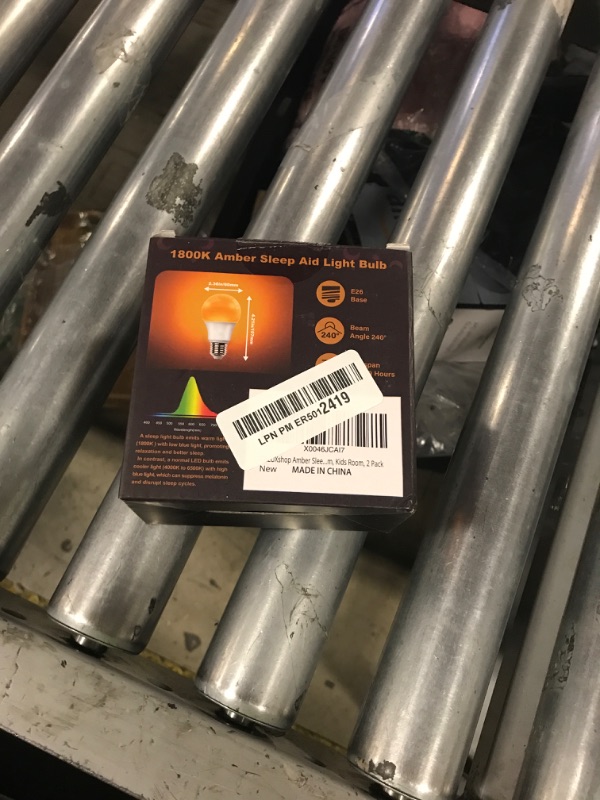 1800K Amber Sleep Aid Light Bulb
E26
Base
240°
Beam
Angle 240°
span
Hours
LPN PM ER5012419
X0046JCAI7
shop Amber Slee...m, Kids Room, 2 Pack
New MADE IN CHINA
A sleep light bulb emits warm
(1800K) with low blue light, promoting
relaxation and better sleep.
In contrast, a normal LED bulb emits
cooler light (4000K to 6500K) with high
blue light, which can suppress melatonin
and disrupt sleep cycles.